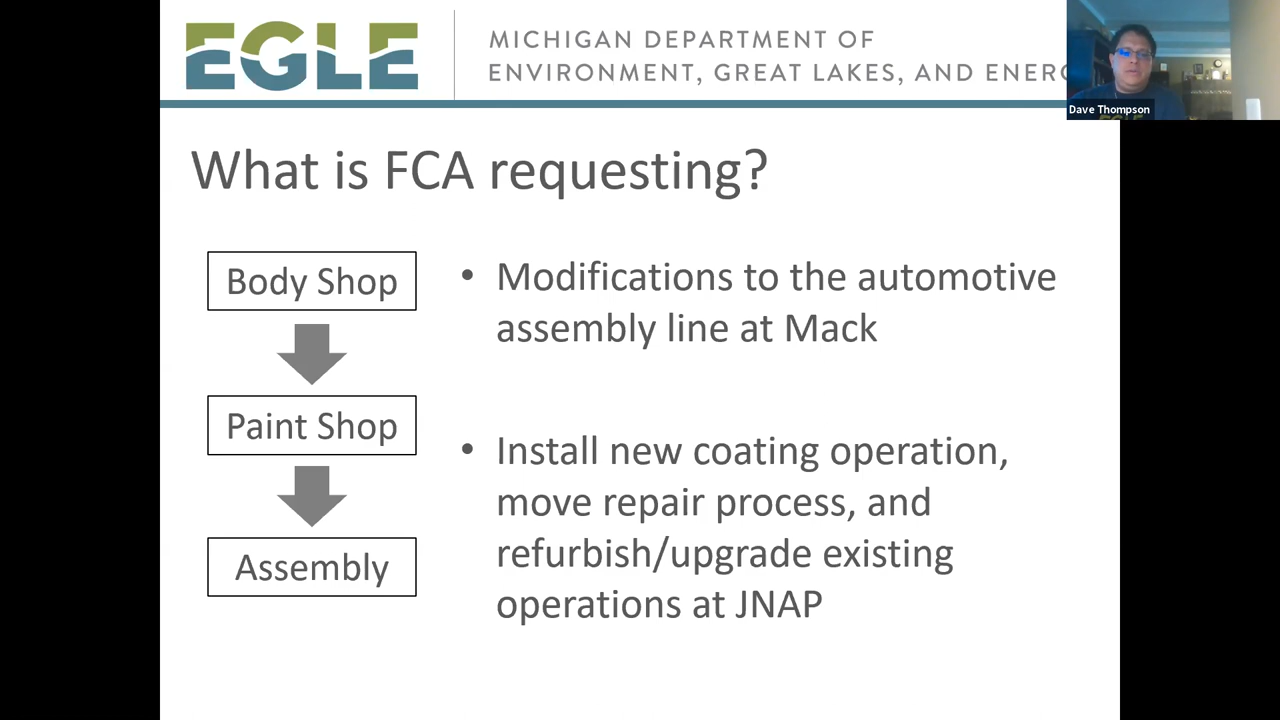 EGLE
MICHIGAN DEPARTMENT OF
ENVIRONMENT, GREAT LAKES, AND ENERG
Dave Thompson
What is FCA requesting?
Body Shop
Paint Shop
Assembly
• Modifications to the automotive
assembly line at Mack
• Install new coating operation,
move repair process, and
refurbish/upgrade existing
operations at JNAP